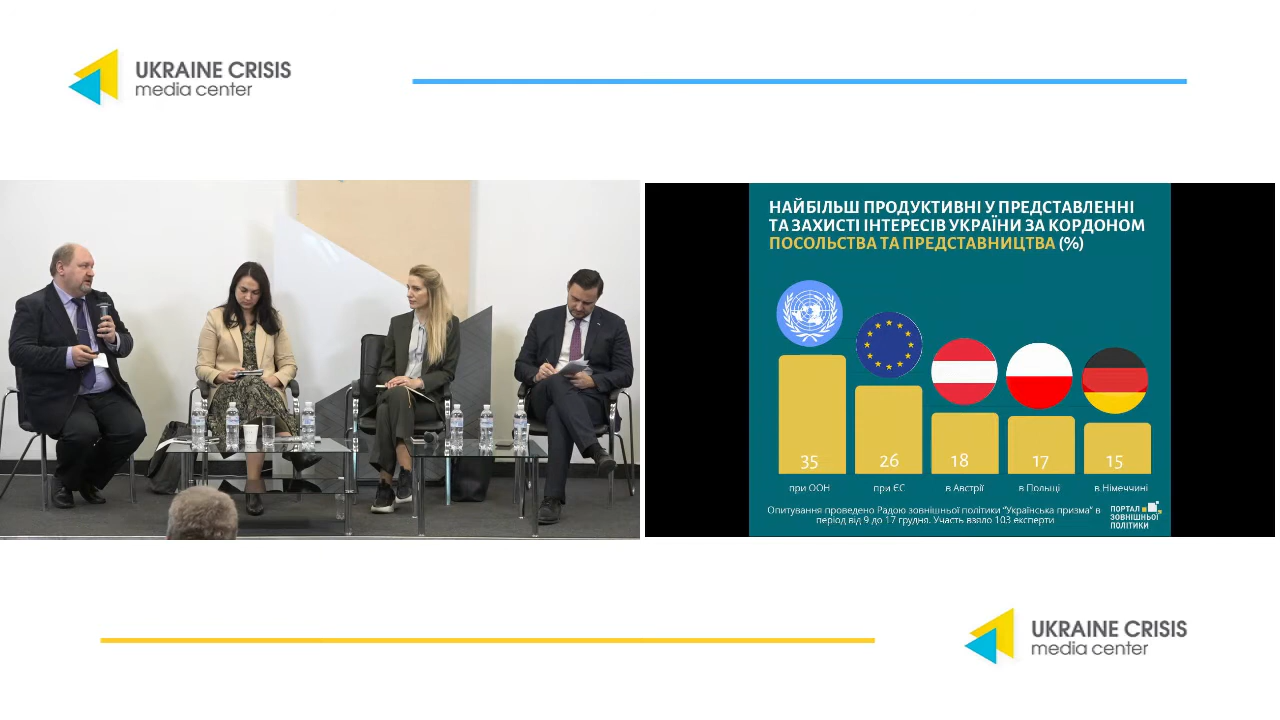 UKRAINE CRISIS
media center
НАЙБІЛЬШ ПРОДУКТИВНІ У ПРЕДСТАВЛЕННІ
ТА ЗАХИСТІ ІНТЕРЕСІВ УКРАЇНИ ЗА КОРДОНОМ
ПОСОЛЬСТВА ТА ПРЕДСТАВНИЦТВА (%)
35
26
18
17
15
при ООН
при ЄС
в Австрії
в Польщі
в Німеччині
Опитування проведено Радою зовнішньої політики “Українська призма” в
період від 9 до 17 грудня. Участь взяло 103 експерти
ПОРТАЛ
ЗОВНІШНЬОЇ
ПОЛІТИКИ
UKRAINE CRISIS
media center